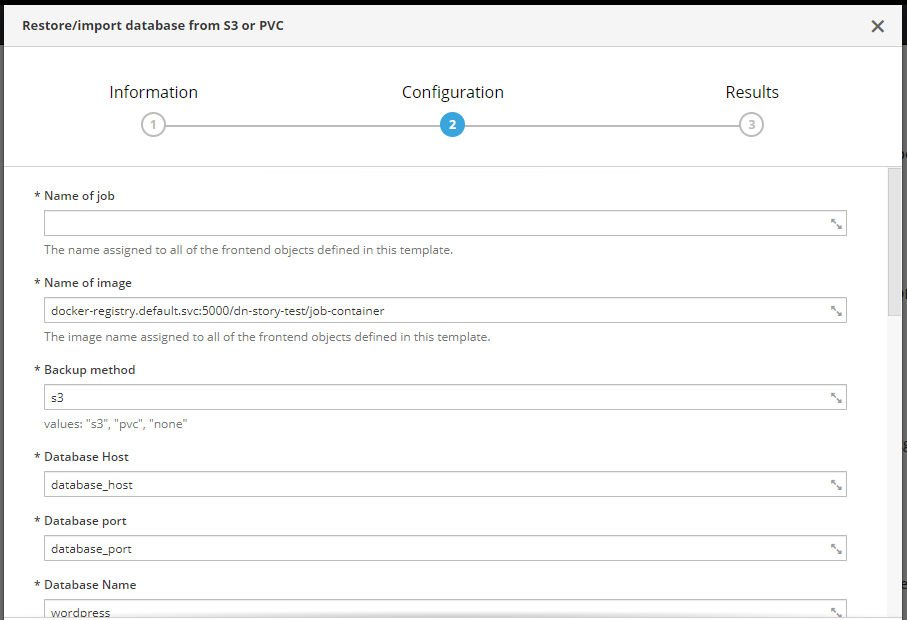 Restore/import database from S3 or PVC
Information Configuration Results
1 2 3
* Name of job
The name assigned to all of the frontend objects defined in this template.
* Name of image
docker-registry.default.svc:5000/dn-story-test/job-container
The image name assigned to all of the frontend objects defined in this template.
* Backup method
s3
values: "s3", "pvc", "none"
* Database Host
database_host
* Database port
database_port
* Database Name
wordpress